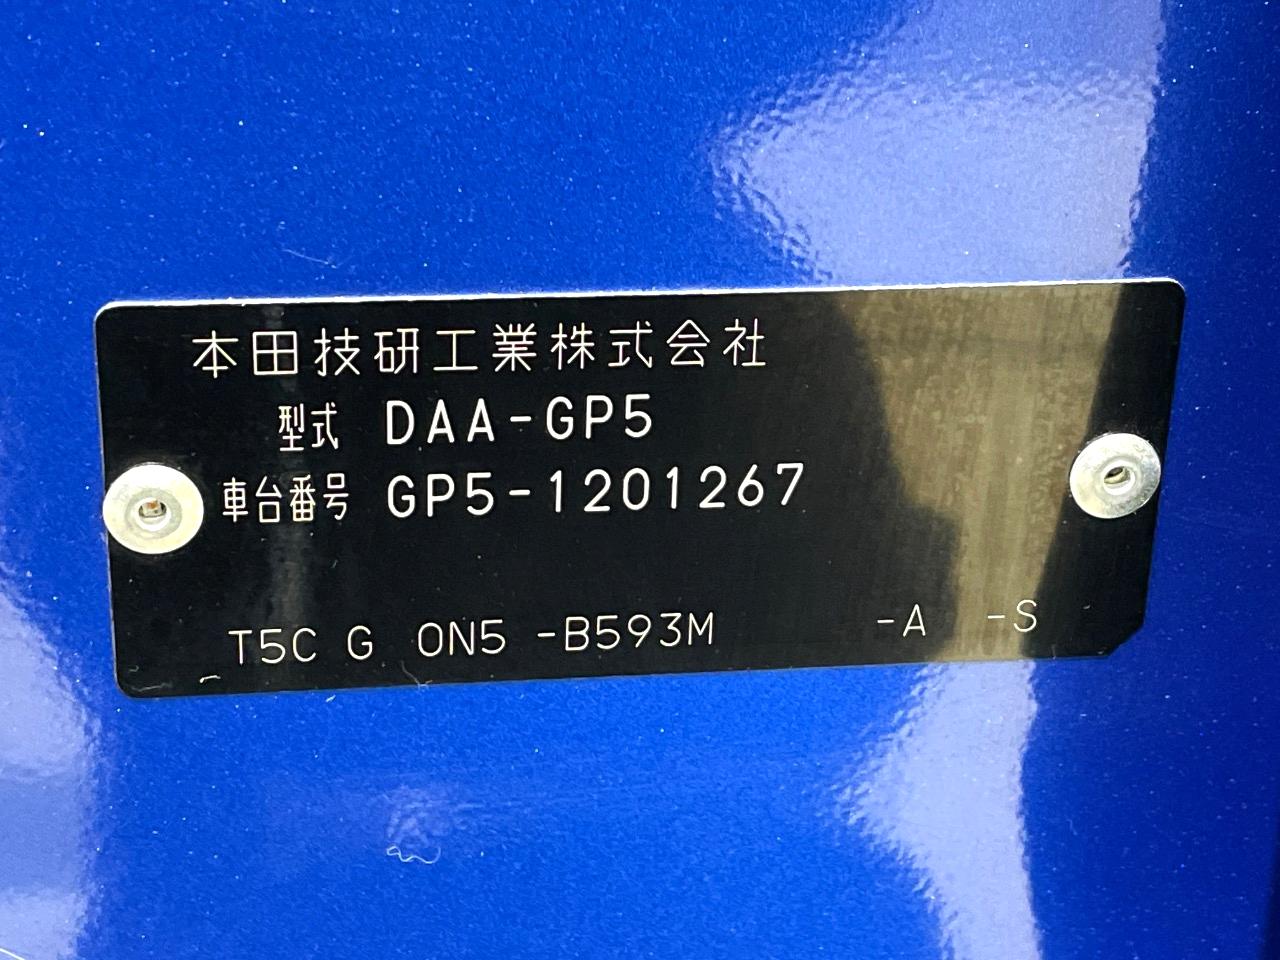 本田技研工業株式会社
型式 DAA-GP5
車台番号 GP5-1201267
T5C G 0N5 -B593M -A -S